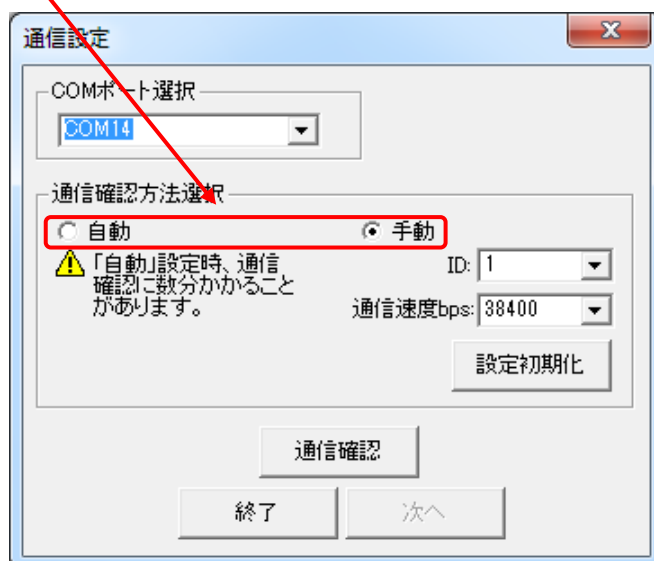 通信設定
COMポート選択
COM14
通信確認方法選択
自動
手動
「自動」設定時、通信
確認に数分かかること
があります。
ID: 1
通信速度bps: 38400
設定初期化
通信確認
終了
次へ